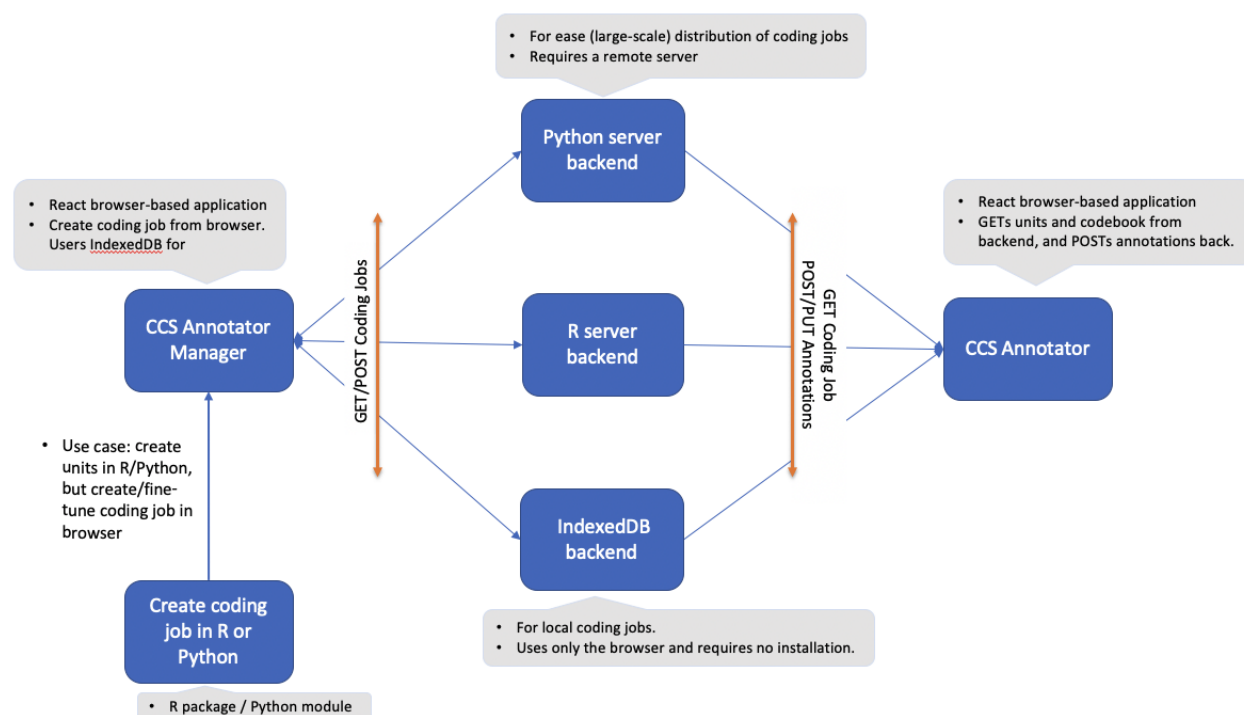 • For ease (large-scale) distribution of coding jobs
• Requires a remote server
Python server
backend
• React browser-based application
• Create coding job from browser.
Users IndexedDB for
• React browser-based application
• GETs units and codebook from
backend, and POSTs annotations back.
GET/POST Coding Jobs
GET Coding Job
POST/PUT Annotations
CCS Annotator
Manager
R server
backend
CCS Annotator
• Use case: create
units in R/Python,
but create/fine-
tune coding job in
browser
IndexedDB
backend
Create coding
job in R or
Python
• For local coding jobs.
• Uses only the browser and requires no installation.
• R package / Python module